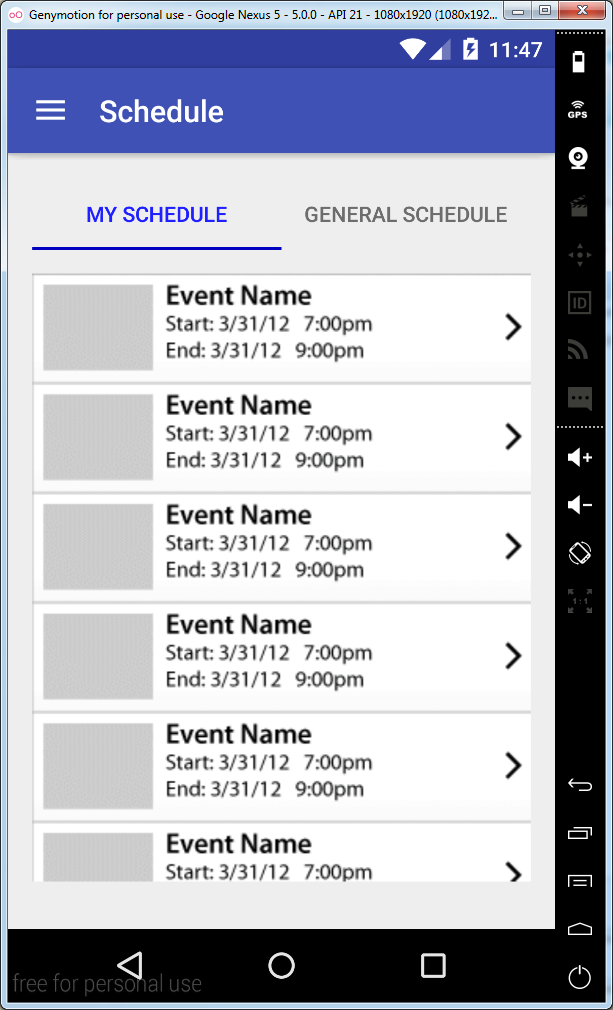 Genymotion for personal use - Google Nexus 5 - 5.0.0 - API 21 - 1080x1920 (1080x192...
11:47
Schedule
GPS
MY SCHEDULE
GENERAL SCHEDULE
Event Name
Start: 3/31/12 7:00pm
End: 3/31/12 9:00pm
Event Name
Start: 3/31/12 7:00pm
End: 3/31/12 9:00pm
ID
Event Name
Start: 3/31/12 7:00pm
End: 3/31/12 9:00pm
1:1
Event Name
Start: 3/31/12 7:00pm
End: 3/31/12 9:00pm
Event Name
Start: 3/31/12 7:00pm
End: 3/31/12 9:00pm
Event Name
Start: 3/31/12 7:00pm
free for personal use